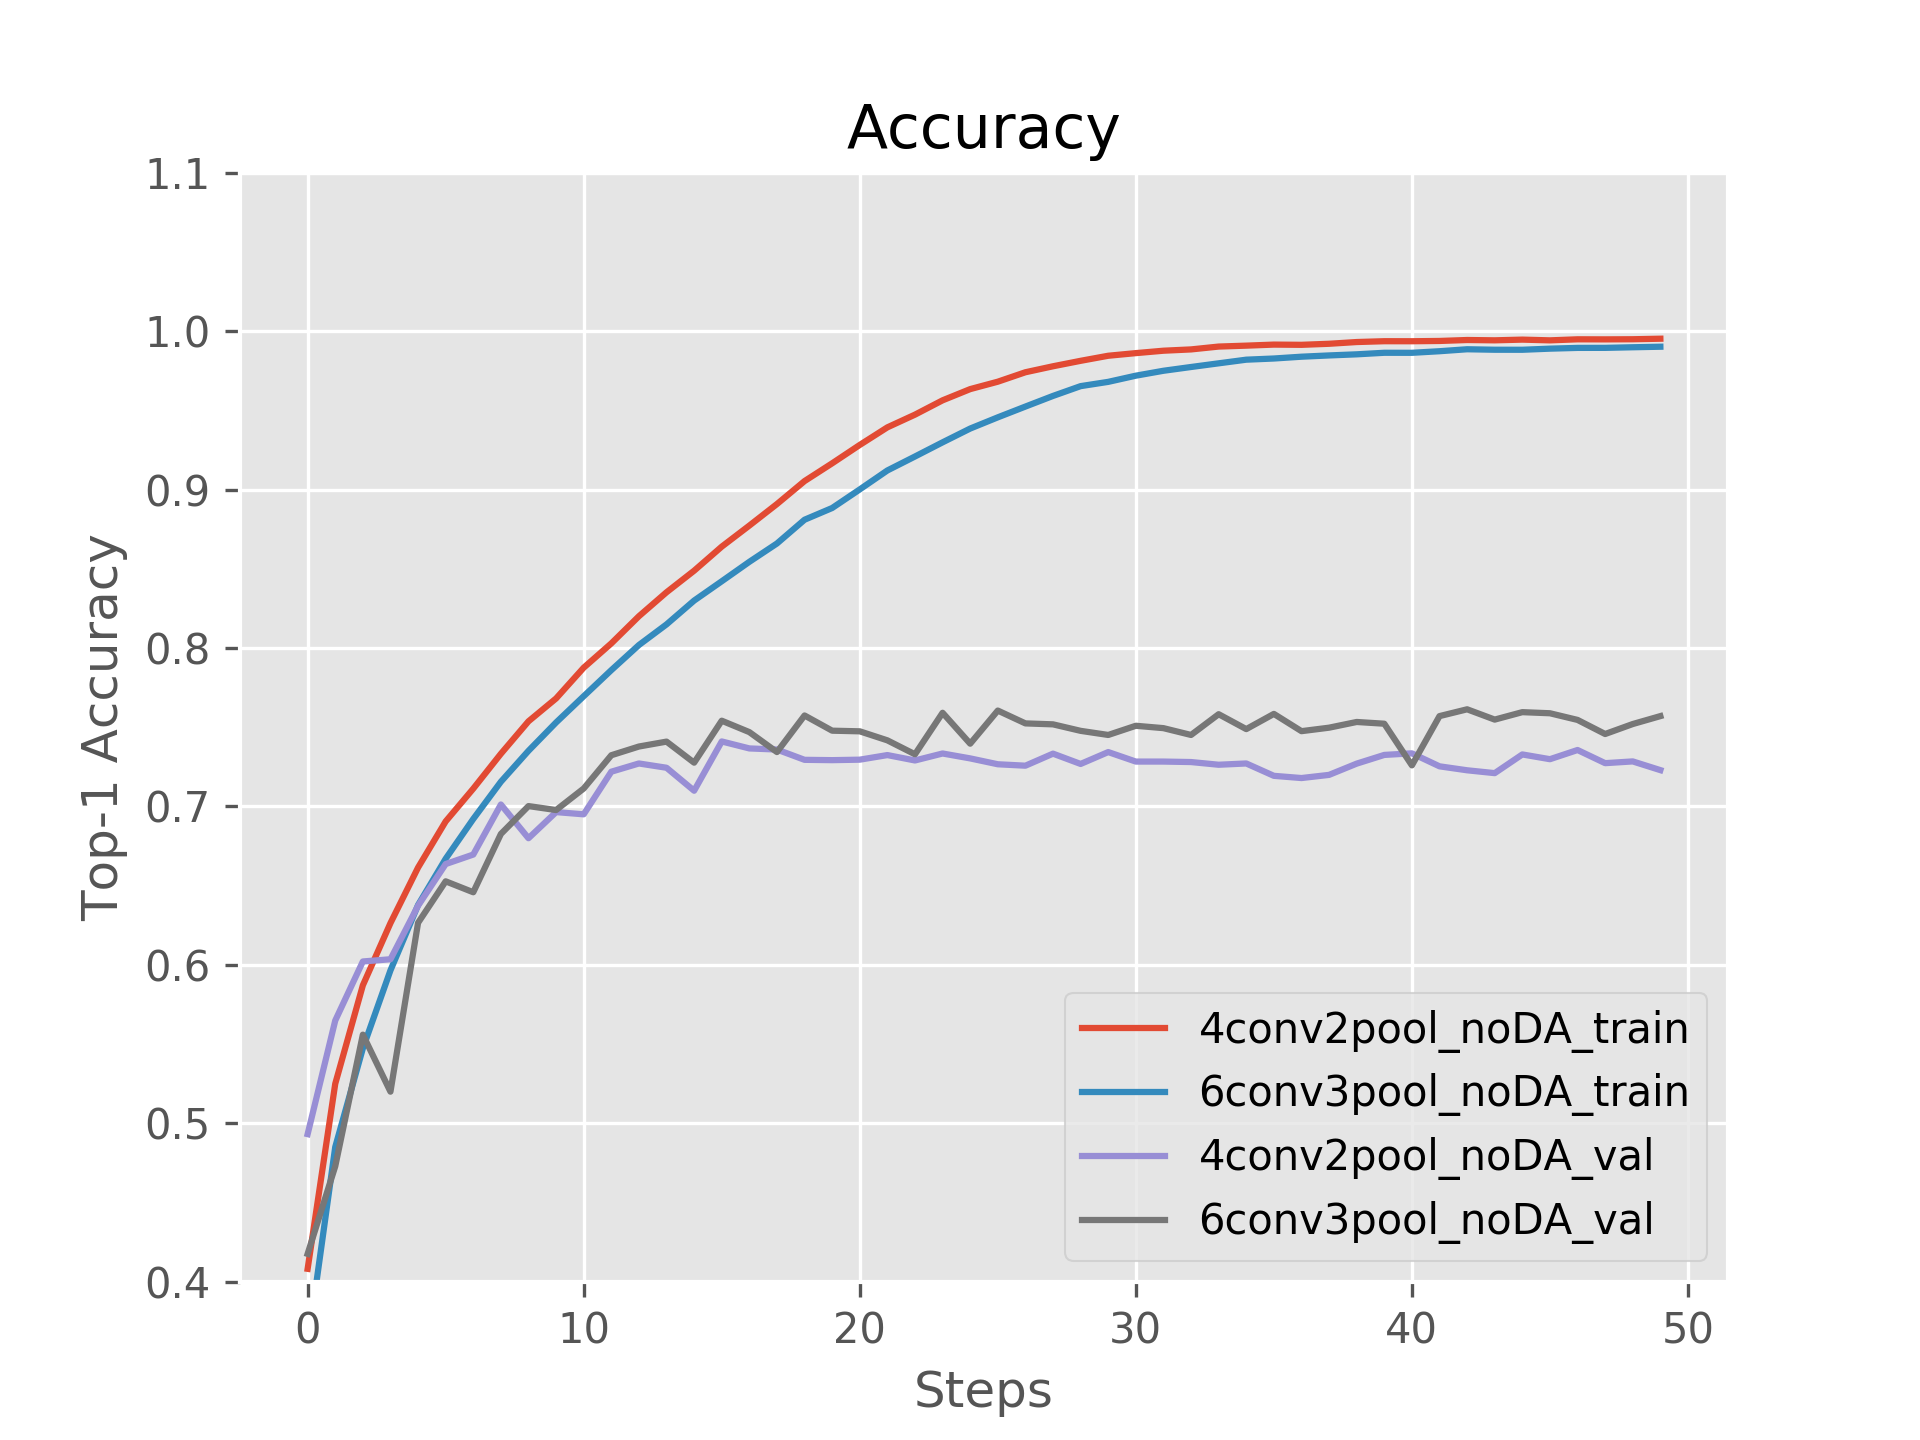 Accuracy
1.1
1.0
0.9
0.8
0.7
0.6
0.5
0.4
Top-1 Accuracy
4conv2pool_noDA_train
6conv3pool_noDA_train
4conv2pool_noDA_val
6conv3pool_noDA_val
0 10 20 30 40 50
Steps